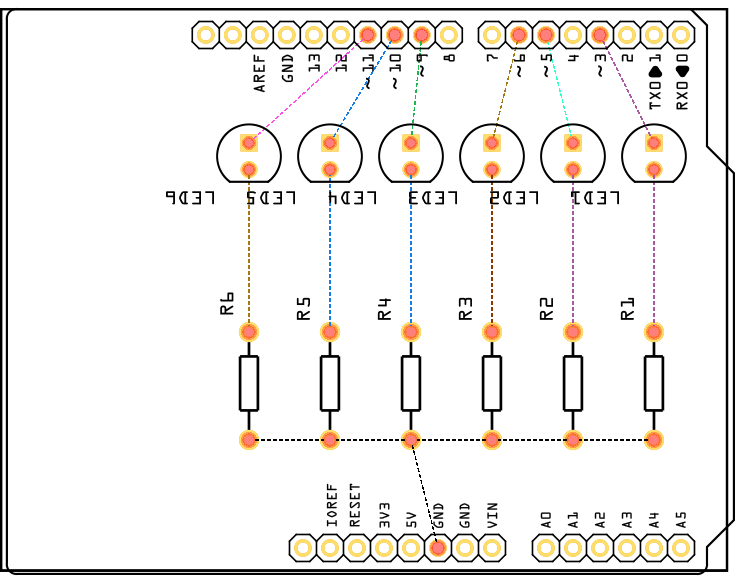 AREF
GND
13
12
~11
~10
~9
8
7
~6
~5
4
~3
2
TX0▶1
RX0◀0
LED6
LED5
LED4
LED3
LED2
LED1
R6
R5
R4
R3
R2
R1
IOREF
RESET
3V3
5V
GND
GND
VIN
A0
A1
A2
A3
A4
A5